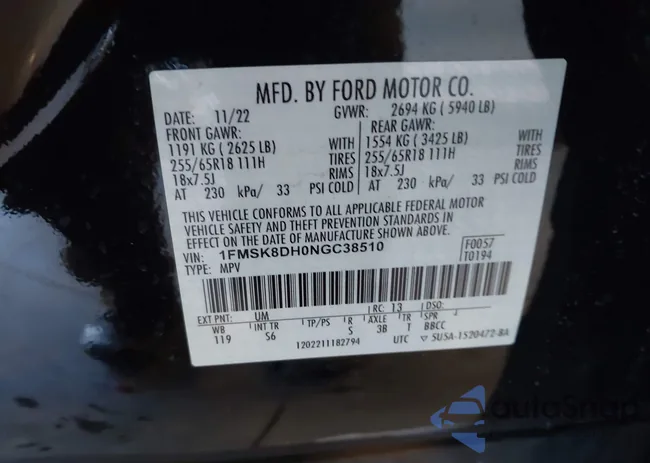 MFD. BY FORD MOTOR CO.
DATE: 11/22 GVWR: 2694 KG ( 5940 LB)
FRONT GAWR: REAR GAWR:
1191 KG ( 2625 LB) WITH 1554 KG ( 3425 LB) WITH
255/65R18 111H TIRES 255/65R18 111H TIRES
18x7.5J RIMS 18x7.5J RIMS
AT 230 kPa/ 33 PSI COLD AT 230 kPa/ 33 PSI COLD
THIS VEHICLE CONFORMS TO ALL APPLICABLE FEDERAL MOTOR
VEHICLE SAFETY AND THEFT PREVENTION STANDARDS IN
EFFECT ON THE DATE OF MANUFACTURE SHOWN ABOVE.
VIN: 1FMSK8DH0NGC38510 F0057
TYPE: MPV T0194
EXT PNT: UM RC: 13 DSO:
WB INT TR TP/PS R AXLE TR SPR
119 S6 S 3B T BBCC
1202211182794 UTC ▽ SU5A-1520472-BA
autoSnap